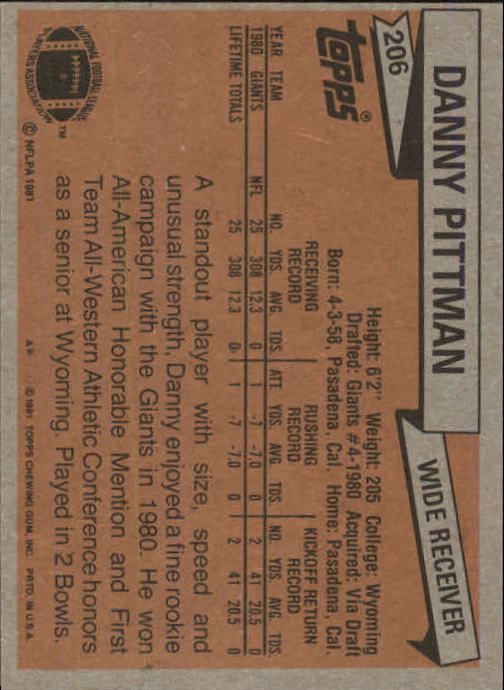 206
DANNY PITTMAN
WIDE RECEIVER
topps®
Height: 6'2" Weight: 205 College: Wyoming
Drafted: Giants #4-1980 Acquired: Via Draft
Born: 4-3-58, Pasadena, Cal. Home: Pasadena, Cal.
RECEIVING RECORD RUSHING RECORD KICKOFF RETURN RECORD
YEAR TEAM NO. YDS. AVG. TDS. ATT. YDS. AVG. TDS. NO. YDS. AVG. TDS.
1980 GIANTS NFL 25 308 12.3 0 1 -7 -7.0 0 2 41 20.5 0
LIFETIME TOTALS 25 308 12.3 0 1 -7 -7.0 0 2 41 20.5 0
A standout player with size, speed and
unusual strength, Danny enjoyed a fine rookie
campaign with the Giants in 1980. He won
All-American Honorable Mention and First
Team All-Western Athletic Conference honors
as a senior at Wyoming. Played in 2 Bowls.
NATIONAL FOOTBALL LEAGUE
PLAYERS ASSOCIATION
TM
© NFLPA 1981
© 1981 TOPPS CHEWING GUM, INC. PRTD. IN U.S.A.